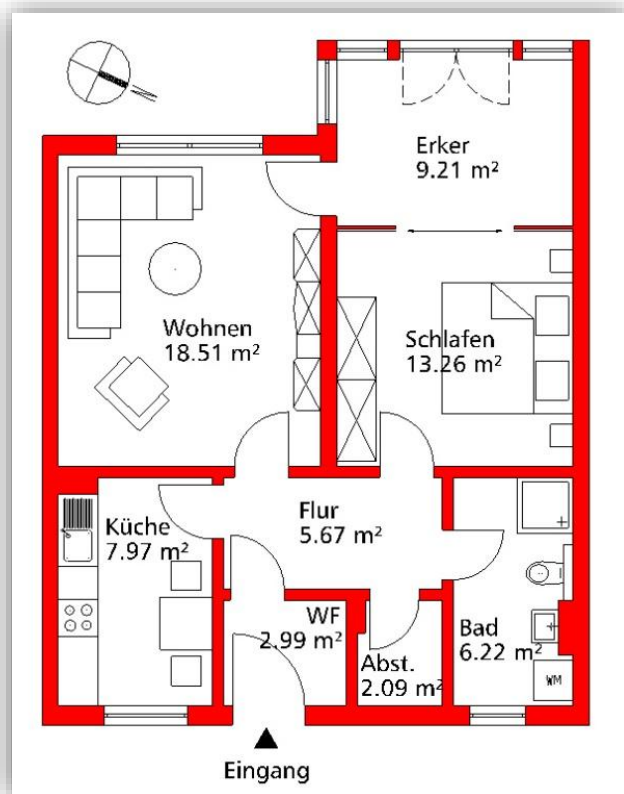 N
Erker
9.21 m²
Wohnen
18.51 m²
Schlafen
13.26 m²
Küche
7.97 m²
Flur
5.67 m²
WF
2.99 m²
Abst.
2.09 m²
Bad
6.22 m²
WM
Eingang